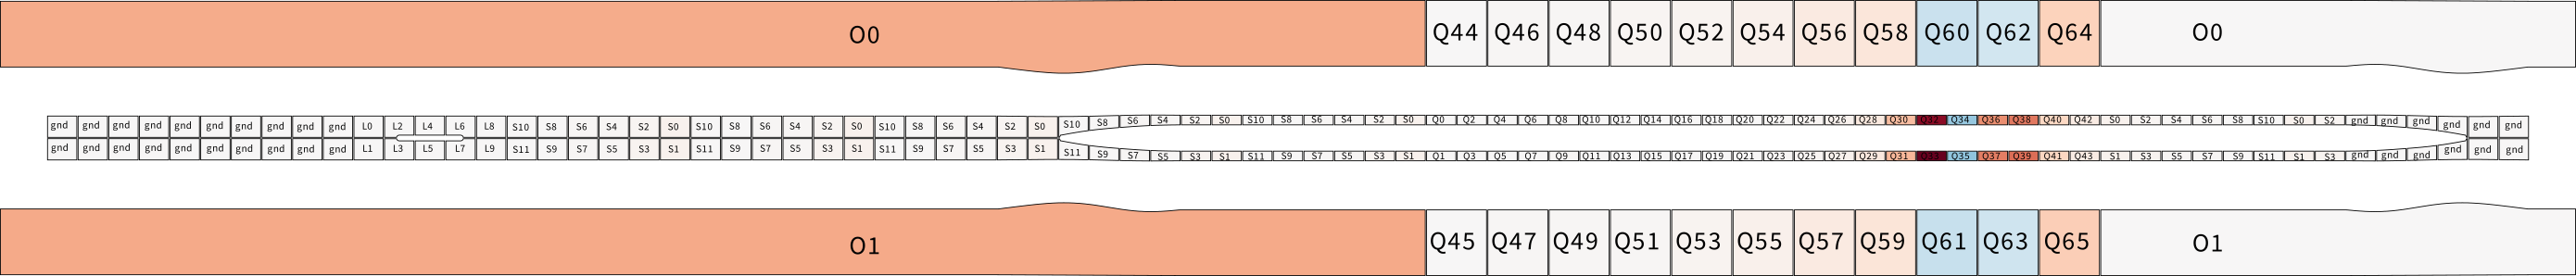 O0 Q44 Q46 Q48 Q50 Q52 Q54 Q56 Q58 Q60 Q62 Q64 O0
gnd gnd gnd gnd gnd gnd gnd gnd gnd gnd L0 L2 L4 L6 L8 S10 S8 S6 S4 S2 S0 S10 S8 S6 S4 S2 S0 S10 S8 S6 S4 S2 S0 S10 S8 S6 S4 S2 S0 S10 S8 S6 S4 S2 S0 Q0 Q2 Q4 Q6 Q8 Q10 Q12 Q14 Q16 Q18 Q20 Q22 Q24 Q26 Q28 Q30 Q32 Q34 Q36 Q38 Q40 Q42 S0 S2 S4 S6 S8 S10 S0 S2 gnd gnd gnd gnd gnd gnd
gnd gnd gnd gnd gnd gnd gnd gnd gnd gnd L1 L3 L5 L7 L9 S11 S9 S7 S5 S3 S1 S11 S9 S7 S5 S3 S1 S11 S9 S7 S5 S3 S1 S11 S9 S7 S5 S3 S1 S11 S9 S7 S5 S3 S1 Q1 Q3 Q5 Q7 Q9 Q11 Q13 Q15 Q17 Q19 Q21 Q23 Q25 Q27 Q29 Q31 Q33 Q35 Q37 Q39 Q41 Q43 S1 S3 S5 S7 S9 S11 S1 S3 gnd gnd gnd gnd gnd gnd
O1 Q45 Q47 Q49 Q51 Q53 Q55 Q57 Q59 Q61 Q63 Q65 O1